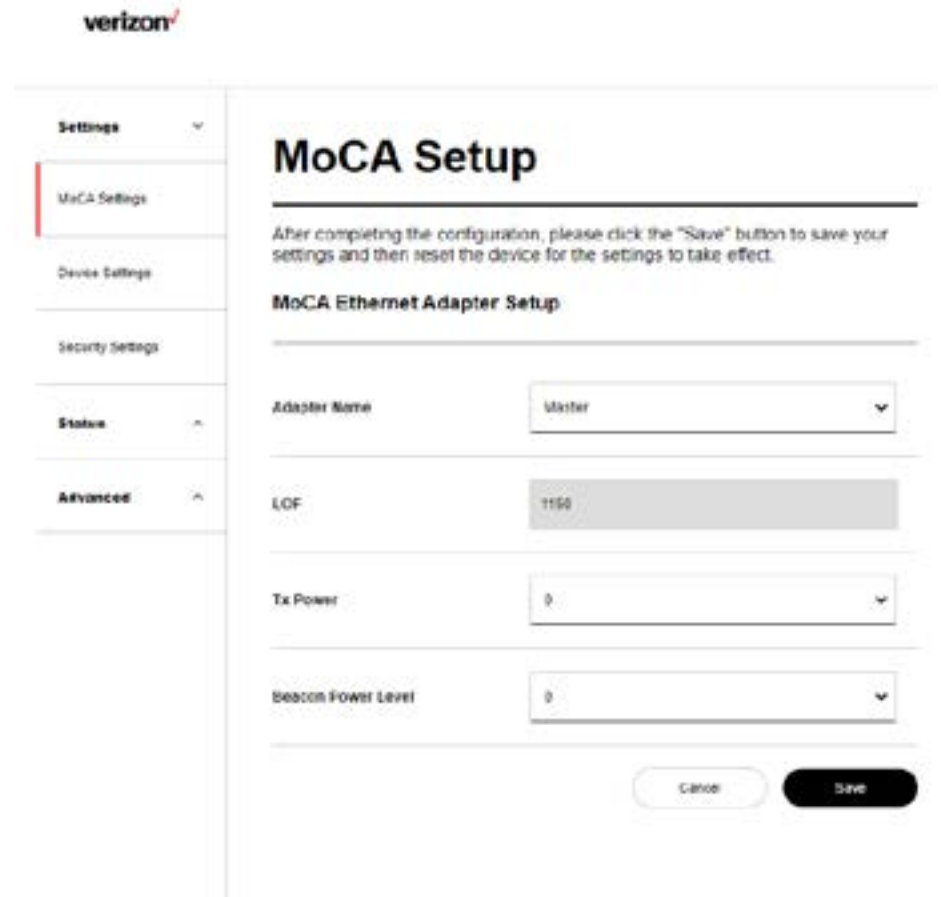 verizon
Settings
MoCA Settings
Device Settings
Security Settings
Status
Advanced
MoCA Setup
After completing the configuration, please click the "Save" button to save your
settings and then reset the device for the settings to take effect.
MoCA Ethernet Adapter Setup
Adapter Name
Master
LOF
1150
Tx Power
0
Beacon Power Level
0
Cancel
Save